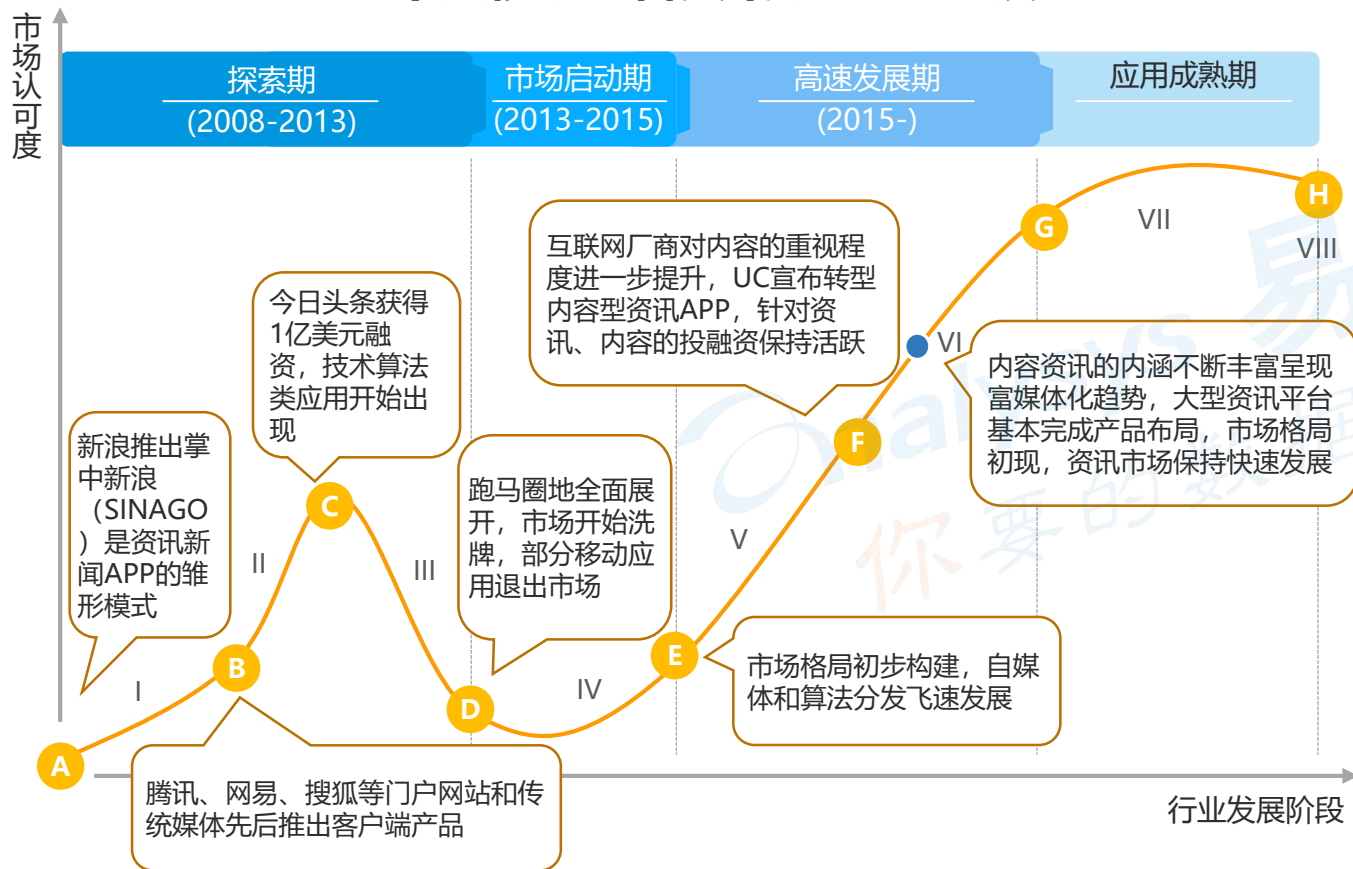 市
场
认
可
度
探索期
(2008-2013)
市场启动期
(2013-2015)
高速发展期
(2015-)
应用成熟期
互联网厂商对内容的重视程
度进一步提升，UC宣布转型
内容型资讯APP，针对资
讯、内容的投融资保持活跃
今日头条获得
1亿美元融
资，技术算法
类应用开始出
现
新浪推出掌
中新浪
（SINAGO
）是资讯新
闻APP的雏
形模式
跑马圈地全面展
开，市场开始洗
牌，部分移动应
用退出市场
内容资讯的内涵不断丰富呈现
富媒体化趋势，大型资讯平台
基本完成产品布局，市场格局
初现，资讯市场保持快速发展
市场格局初步构建，自媒
体和算法分发飞速发展
腾讯、网易、搜狐等门户网站和传
统媒体先后推出客户端产品
A
I
B
II
C
III
D
IV
E
V
F
VI
G
VII
H
VIII
行业发展阶段
nalysys 易
你要的数据